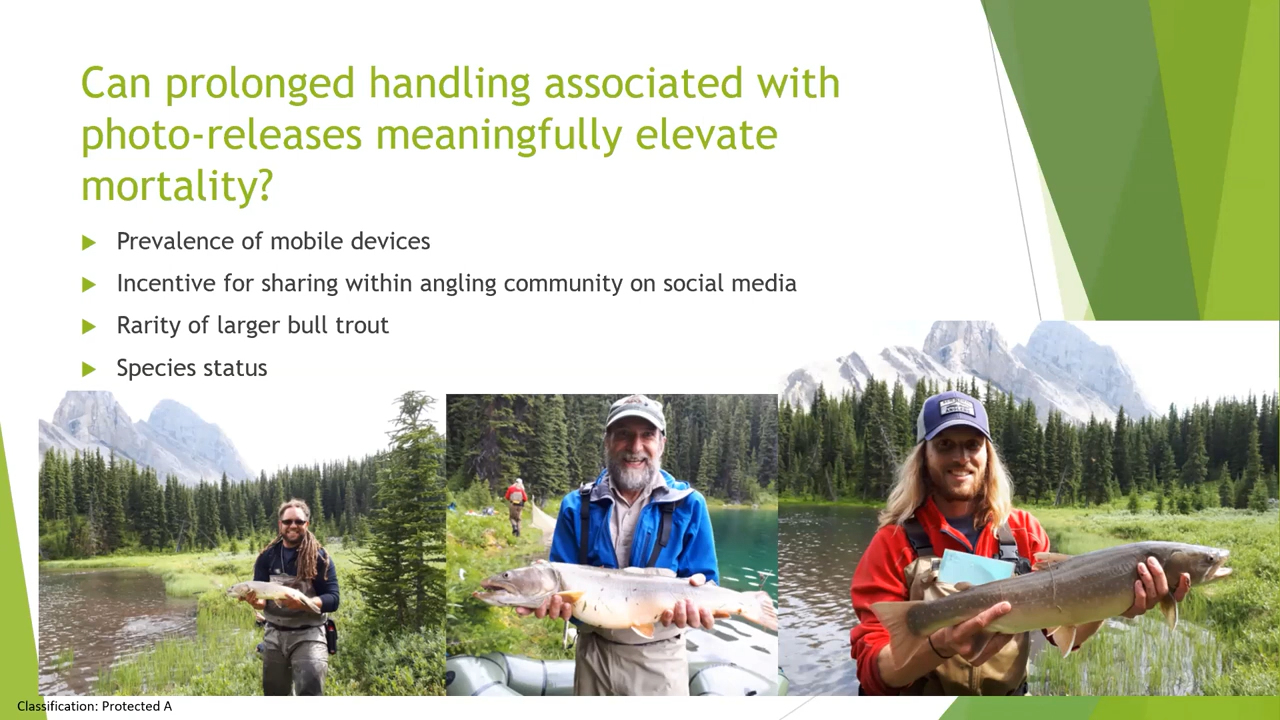 Can prolonged handling associated with
photo-releases meaningfully elevate
mortality?
Prevalence of mobile devices
Incentive for sharing within angling community on social media
Rarity of larger bull trout
Species status
Classification: Protected A